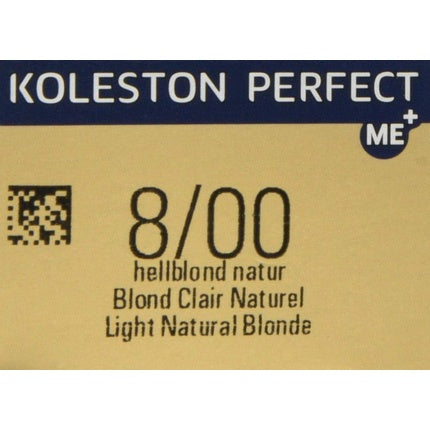 KOLESTON PERFECT
ME+
8/00
hellblond natur
Blond Clair Naturel
Light Natural Blonde